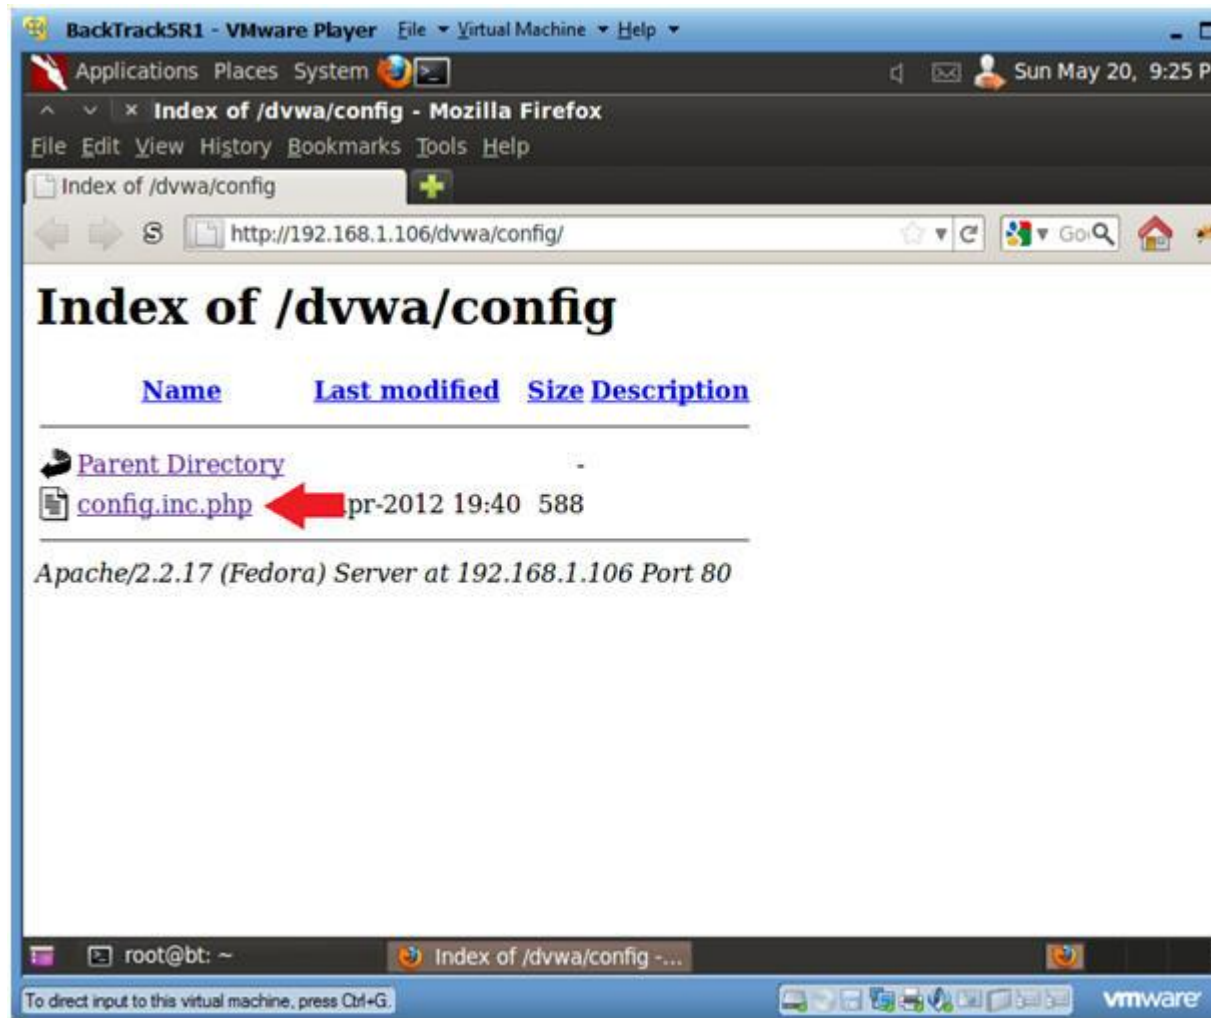 BackTrack5R1 - VMware Player File Virtual Machine Help
Applications Places System Sun May 20, 9:25 P
Index of /dvwa/config - Mozilla Firefox
File Edit View History Bookmarks Tools Help
Index of /dvwa/config
http://192.168.1.106/dvwa/config/ Go
Index of /dvwa/config
Name Last modified Size Description
Parent Directory -
config.inc.php pr-2012 19:40 588
Apache/2.2.17 (Fedora) Server at 192.168.1.106 Port 80
root@bt: ~ Index of /dvwa/config -...
To direct input to this virtual machine, press Ctrl+G. vmware